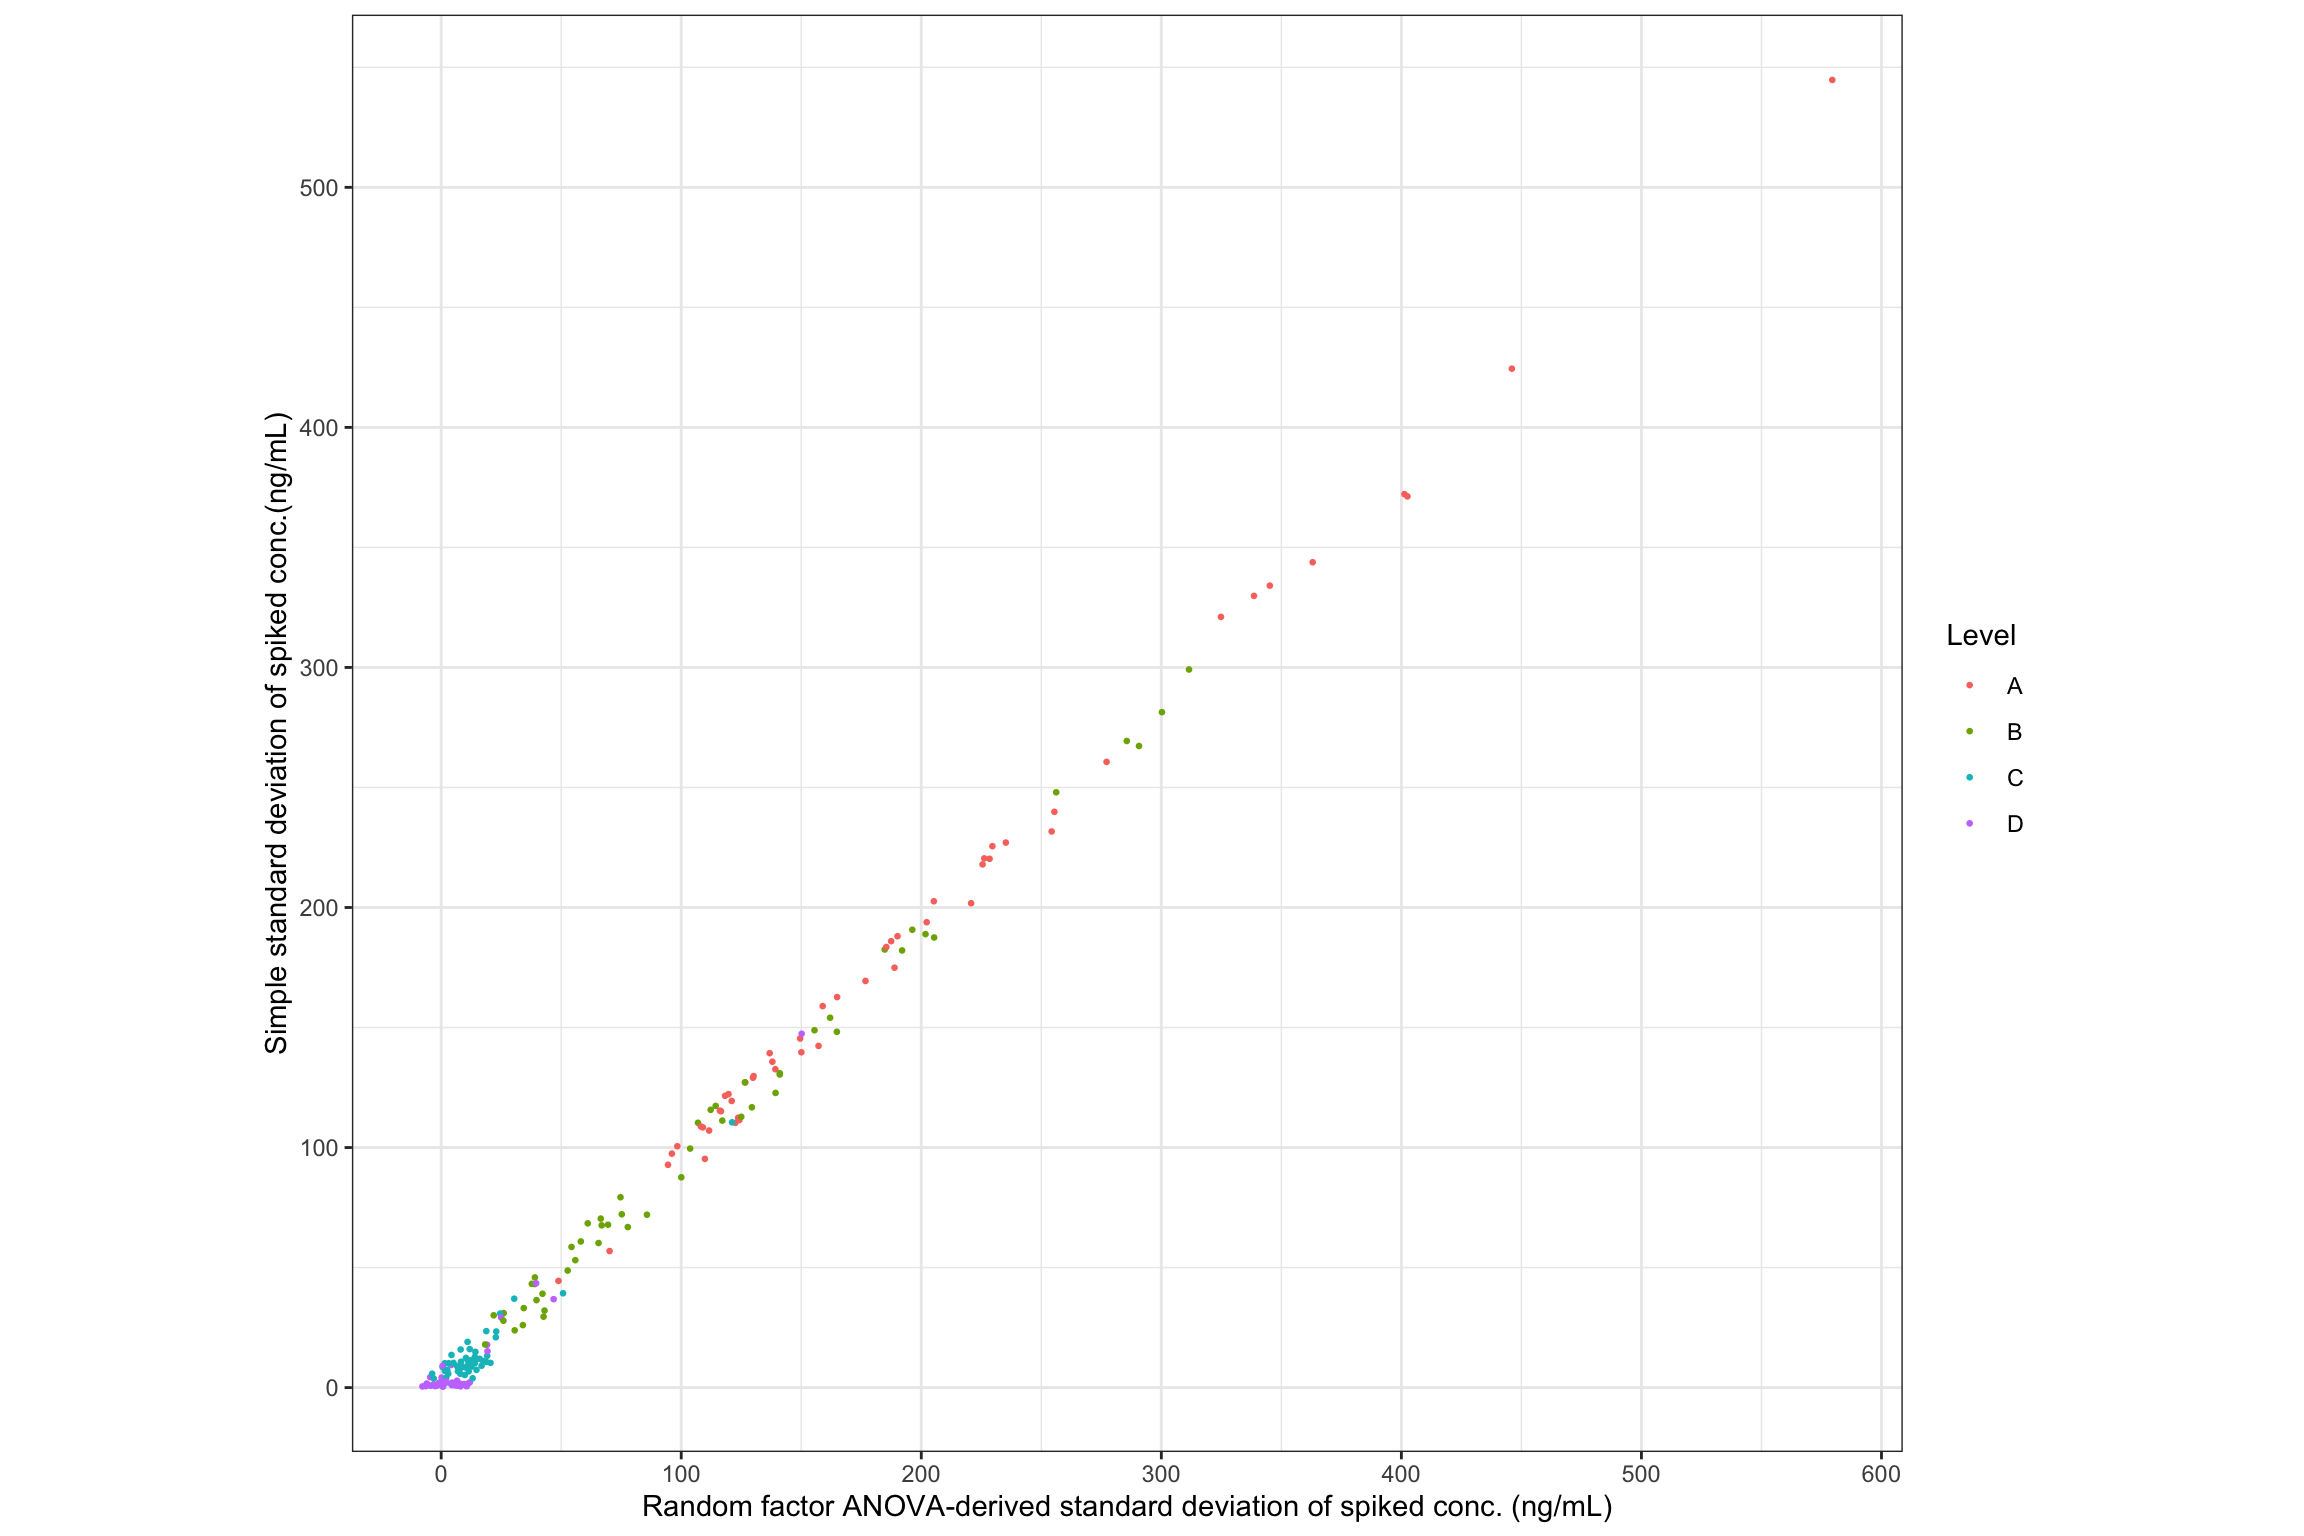 500
400
300
200
100
0
Simple standard deviation of spiked conc.(ng/mL)
0 100 200 300 400 500 600
Random factor ANOVA-derived standard deviation of spiked conc. (ng/mL)
Level
A
B
C
D